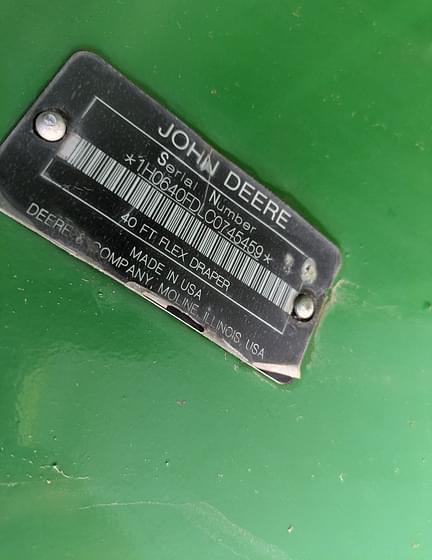 JOHN DEERE
Serial Number
*1H0640FDLC0745459*
40 FT FLEX DRAPER
MADE IN USA
DEERE & COMPANY, MOLINE, ILLINOIS, USA